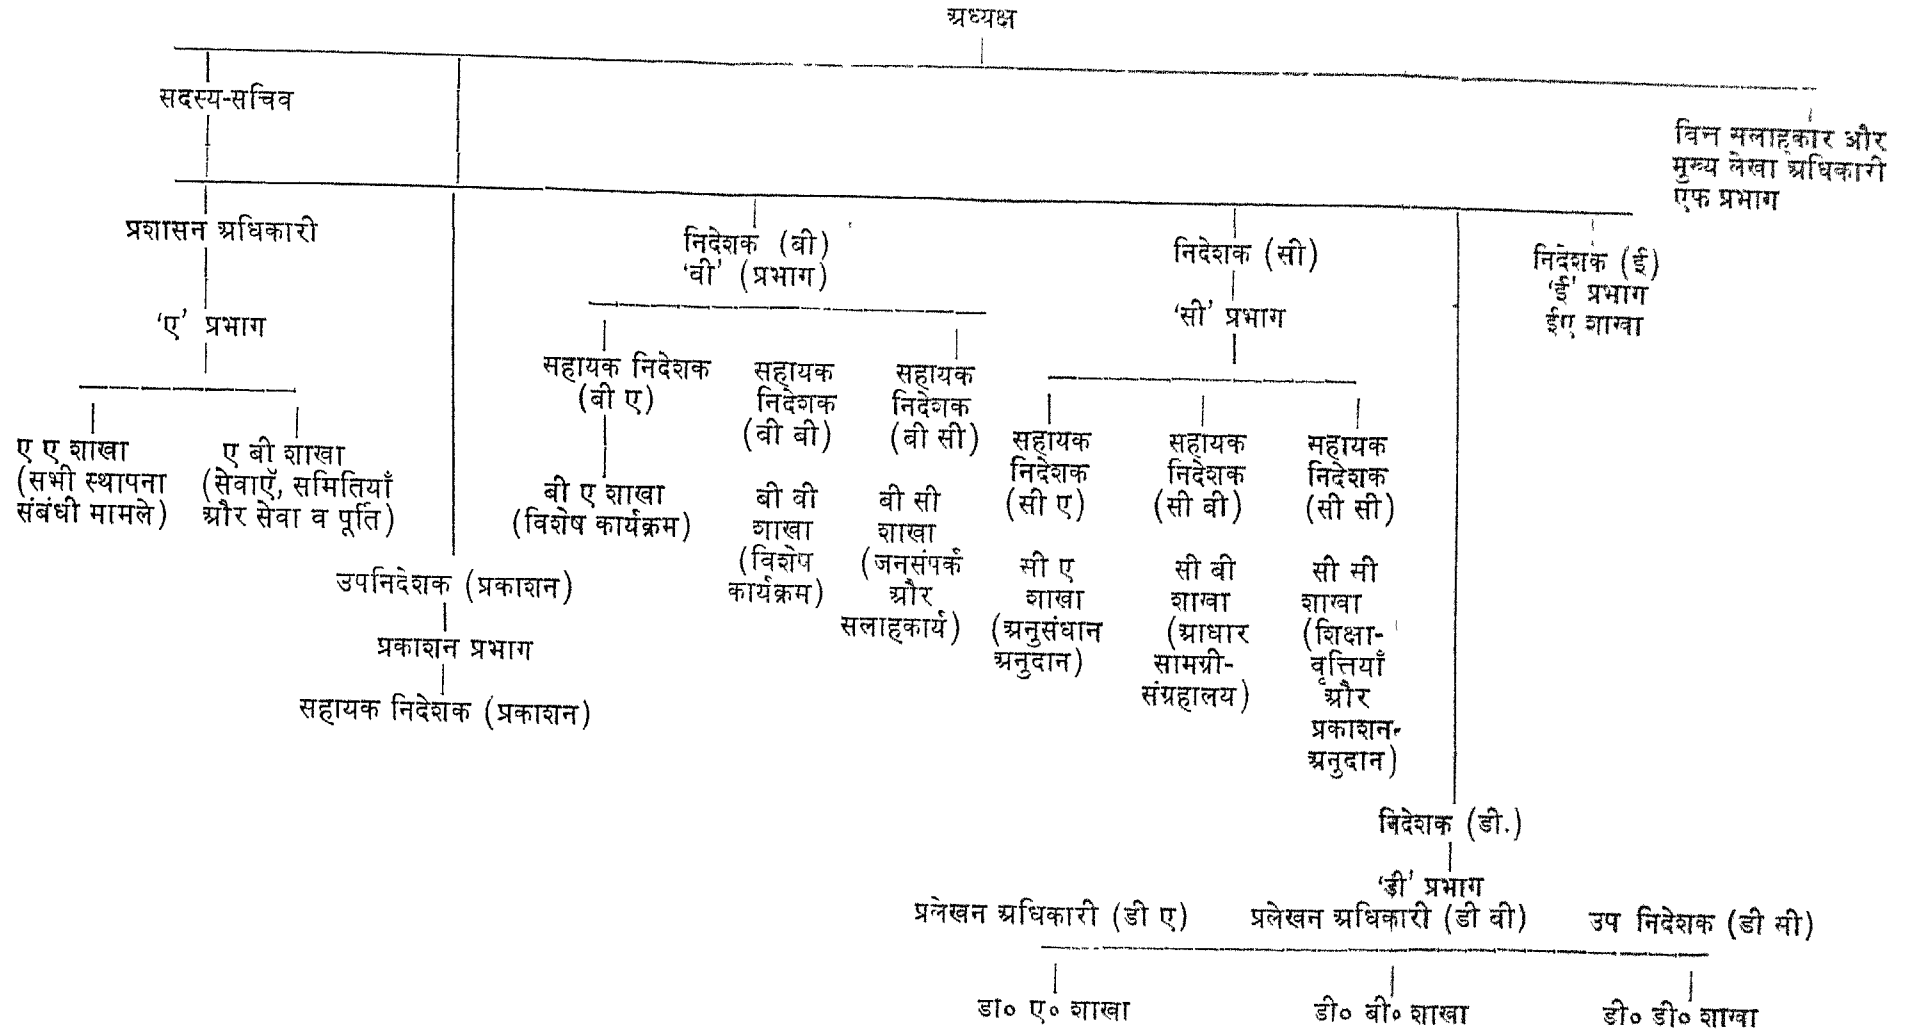 अध्यक्ष
सदस्य-सचिव
वित्त सलाहकार और
मुख्य लेखा अधिकारी
एफ प्रभाग
प्रशासन अधिकारी
'ए' प्रभाग
ए ए शाखा
(सभी स्थापना
संबंधी मामले)
ए बी शाखा
(सेवाएँ, समितियाँ
और सेवा व पूर्ति)
उपनिदेशक (प्रकाशन)
प्रकाशन प्रभाग
सहायक निदेशक (प्रकाशन)
निदेशक (बी)
'बी' (प्रभाग)
सहायक निदेशक
(बी ए)
बी ए शाखा
(विशेष कार्यक्रम)
सहायक
निदेशक
(बी बी)
बी बी
शाखा
(विशेष
कार्यक्रम)
सहायक
निदेशक
(बी सी)
बी सी
शाखा
(जनसंपर्क
और
सलाहकार्य)
निदेशक (सी)
'सी' प्रभाग
सहायक
निदेशक
(सी ए)
सी ए
शाखा
(अनुसंधान
अनुदान)
सहायक
निदेशक
(सी बी)
सी बी
शाखा
(आधार
सामग्री-
संग्रहालय)
सहायक
निदेशक
(सी सी)
सी सी
शाखा
(शिक्षा-
वृत्तियाँ
और
प्रकाशन-
अनुदान)
निदेशक (ई)
'ई' प्रभाग
ईए शाखा
निदेशक (डी.)
'डी' प्रभाग
प्रलेखन अधिकारी (डी ए)
प्रलेखन अधिकारी (डी बी)
उप निदेशक (डी सी)
डी० ए० शाखा
डी० बी० शाखा
डी० डी० शाखा